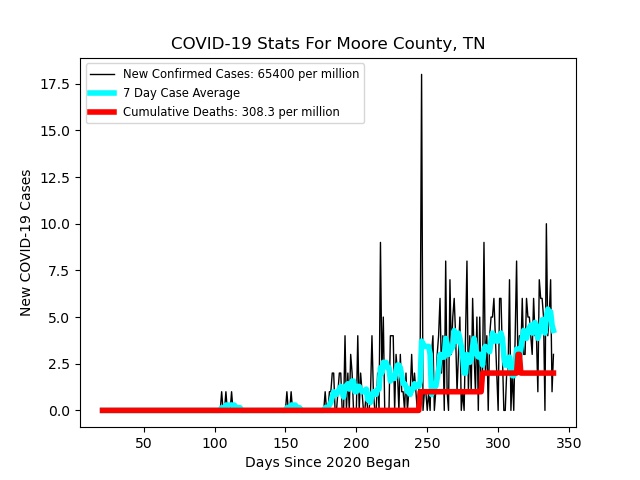 COVID-19 Stats For Moore County, TN
New Confirmed Cases: 65400 per million
7 Day Case Average
Cumulative Deaths: 308.3 per million
New COVID-19 Cases
17.5
15.0
12.5
10.0
7.5
5.0
2.5
0.0
50 100 150 200 250 300 350
Days Since 2020 Began